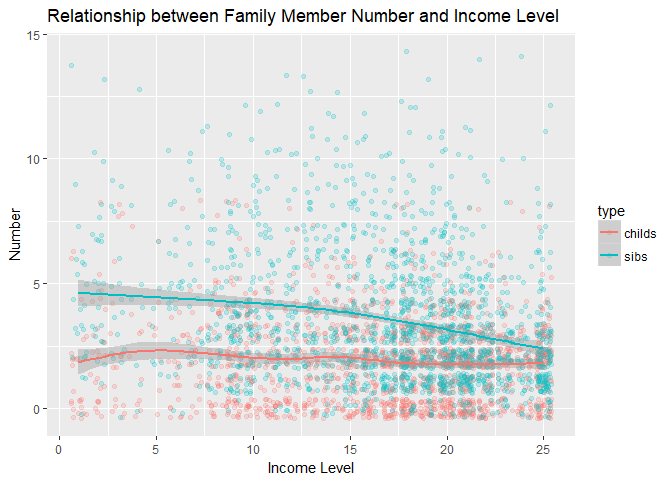 Relationship between Family Member Number and Income Level
15
10
5
0
Number
0 5 10 15 20 25
Income Level
type
childs
sibs